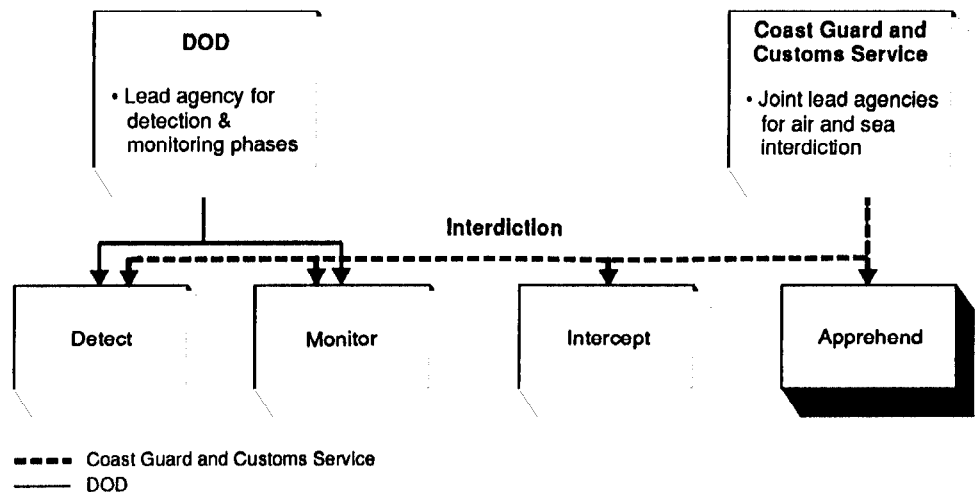 DOD
• Lead agency for
detection &
monitoring phases
Coast Guard and
Customs Service
• Joint lead agencies
for air and sea
interdiction
Interdiction
Detect
Monitor
Intercept
Apprehend
Coast Guard and Customs Service
DOD